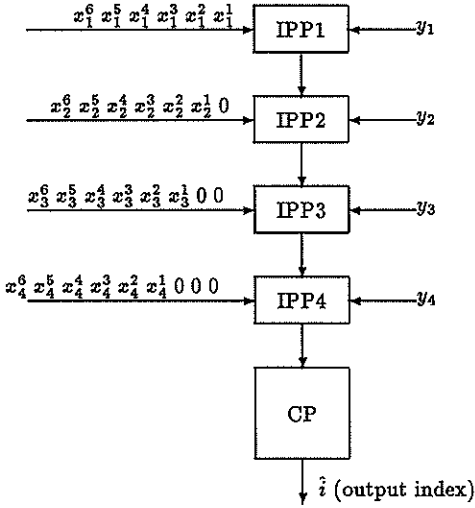 x_1^6 x_1^5 x_1^4 x_1^3 x_1^2 x_1^1
IPP1
y_1
x_2^6 x_2^5 x_2^4 x_2^3 x_2^2 x_2^1 0
IPP2
y_2
x_3^6 x_3^5 x_3^4 x_3^3 x_3^2 x_3^1 0 0
IPP3
y_3
x_4^6 x_4^5 x_4^4 x_4^3 x_4^2 x_4^1 0 0 0
IPP4
y_4
CP
î (output index)